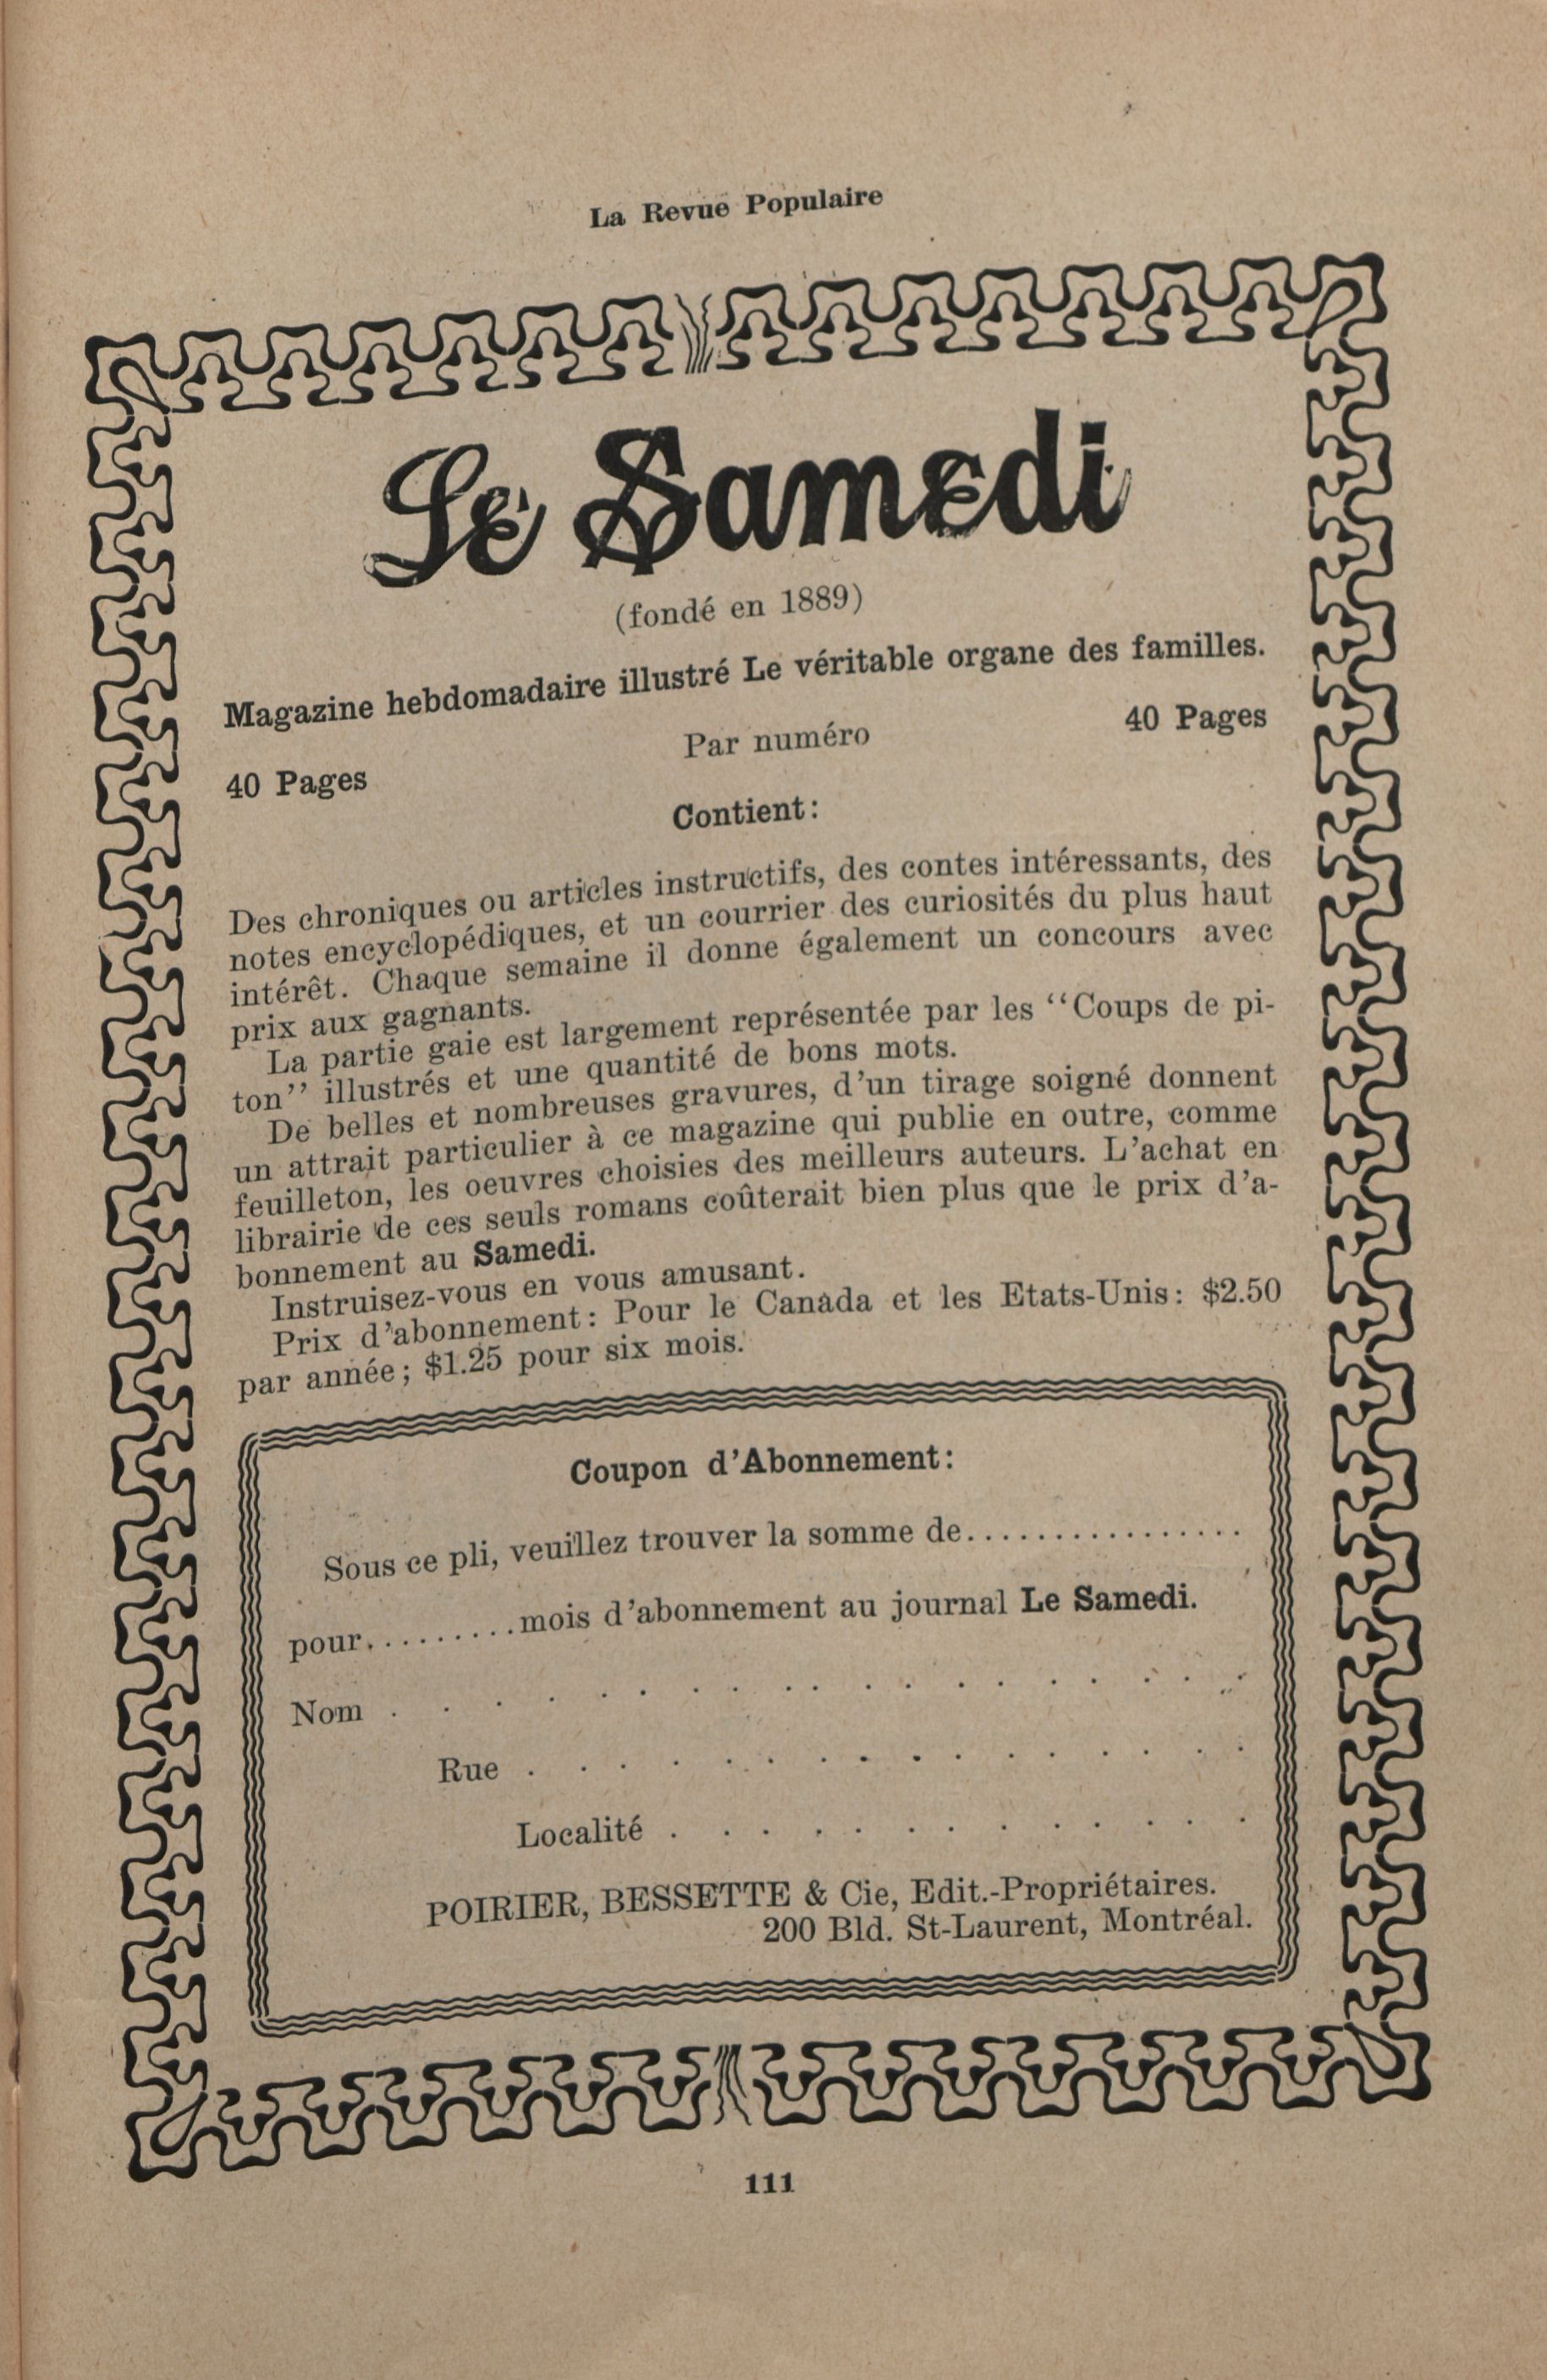 La Revue Populaire
Le Samedi
(fondé en 1889)
Magazine hebdomadaire illustré Le véritable organe des familles.
40 Pages Par numéro 40 Pages
Contient:
Des chroniques ou articles instructifs, des contes intéressants, des
notes encyclopédiques, et un courrier des curiosités du plus haut
intérêt. Chaque semaine il donne également un concours avec
prix aux gagnants.
La partie gaie est largement représentée par les "Coups de pi-
ton" illustrés et une quantité de bons mots.
De belles et nombreuses gravures, d'un tirage soigné donnent
un attrait particulier à ce magazine qui publie en outre, comme
feuilleton, les oeuvres choisies des meilleurs auteurs. L'achat en
librairie de ces seuls romans coûterait bien plus que le prix d'a-
bonnement au Samedi.
Instruisez-vous en vous amusant.
Prix d'abonnement: Pour le Canada et les Etats-Unis: $2.50
par année; $1.25 pour six mois.
Coupon d'Abonnement:
Sous ce pli, veuillez trouver la somme de................
pour.........mois d'abonnement au journal Le Samedi.
Nom . . . . . . . . . . . . . . . . . .
Rue . . . . . . . . . . . . . . . .
Localité . . . . . . . . . . . . .
POIRIER, BESSETTE & Cie, Edit.-Propriétaires.
200 Bld. St-Laurent, Montréal.
111